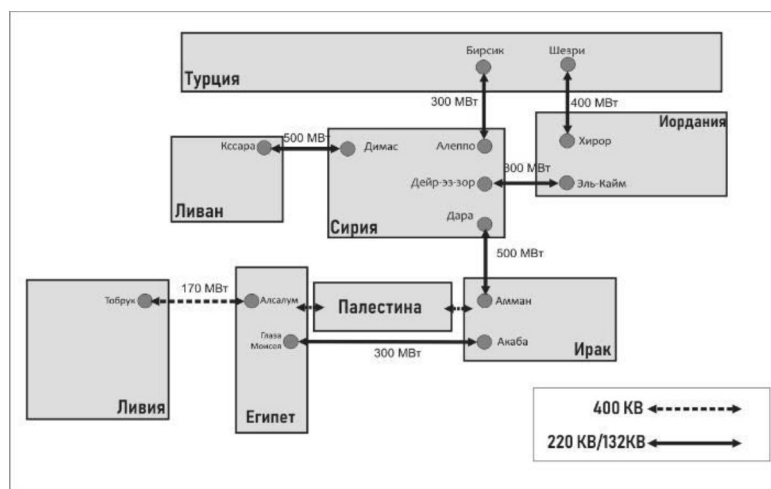 Бирсик
Шезри
Турция
300 МВт
400 МВт
Иордания
Кссара
500 МВт
Димас
Алеппо
Хирор
Дейр-эз-зор
300 МВт
Эль-Кайм
Ливан
Дара
Сирия
500 МВт
Тобрук
170 МВт
Алсалум
Палестина
Амман
Глаза
Моисея
300 МВт
Акаба
Ирак
Ливия
Египет
400 КВ
220 КВ/132КВ